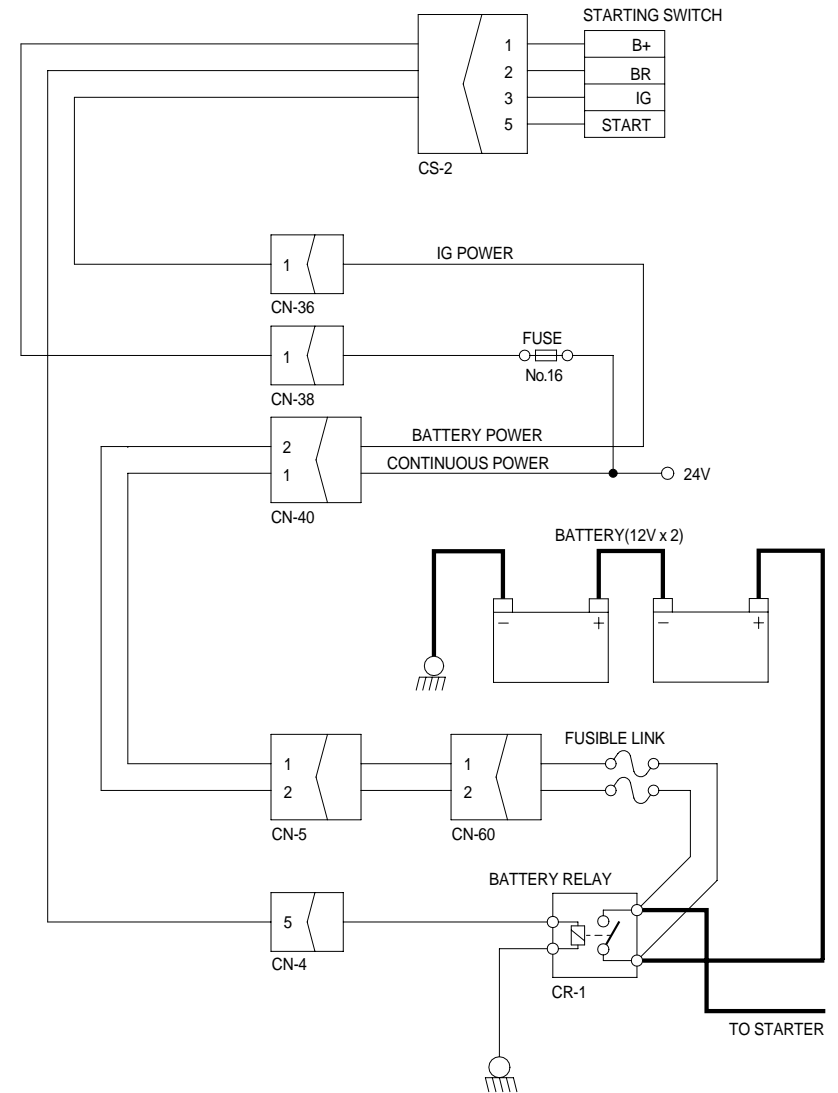 STARTING SWITCH
1 B+
2 BR
3 IG
5 START
CS-2
IG POWER
1
CN-36
FUSE
1
No.16
CN-38
BATTERY POWER
2
CONTINUOUS POWER
1
24V
CN-40
BATTERY(12V x 2)
− + − +
FUSIBLE LINK
1 1
2 2
CN-5 CN-60
BATTERY RELAY
5
CN-4
CR-1
TO STARTER